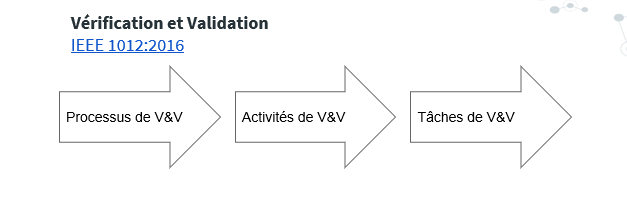 Vérification et Validation
IEEE 1012:2016
Processus de V&V
Activités de V&V
Tâches de V&V